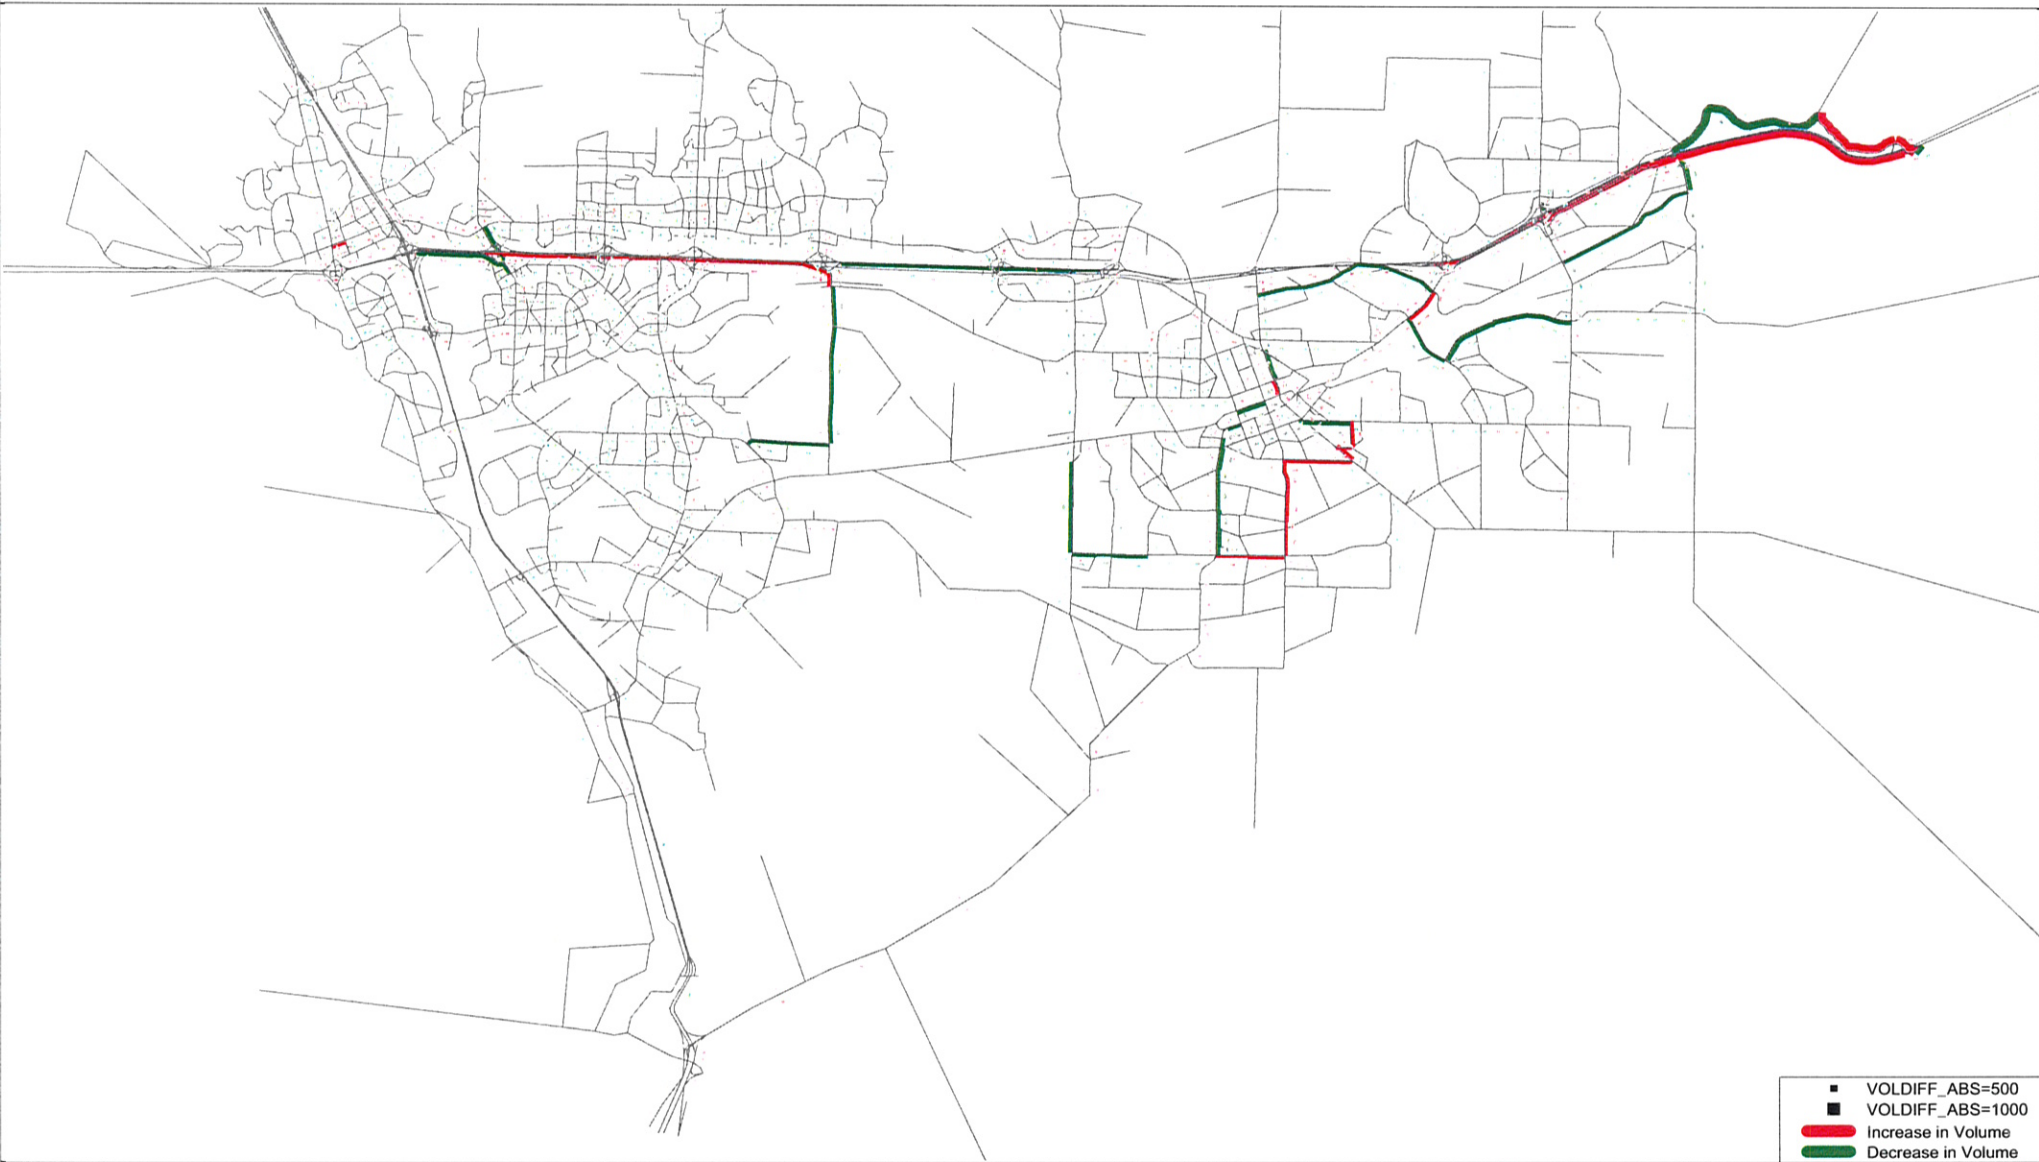 VOLDIFF_ABS=500
VOLDIFF_ABS=1000
Increase in Volume
Decrease in Volume